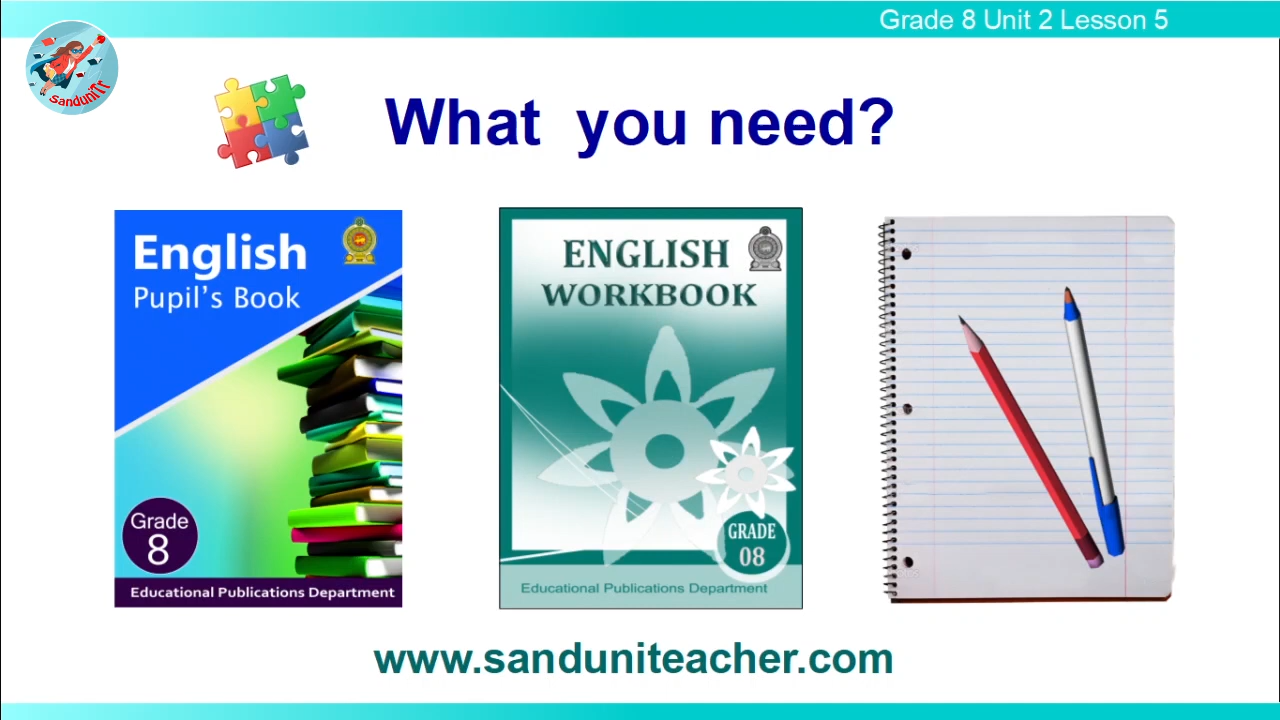 Grade 8 Unit 2 Lesson 5
SanduniTr
What you need?
English
Pupil's Book
Grade
8
Educational Publications Department
ENGLISH
WORKBOOK
GRADE
08
Educational Publications Department
www.sanduniteacher.com